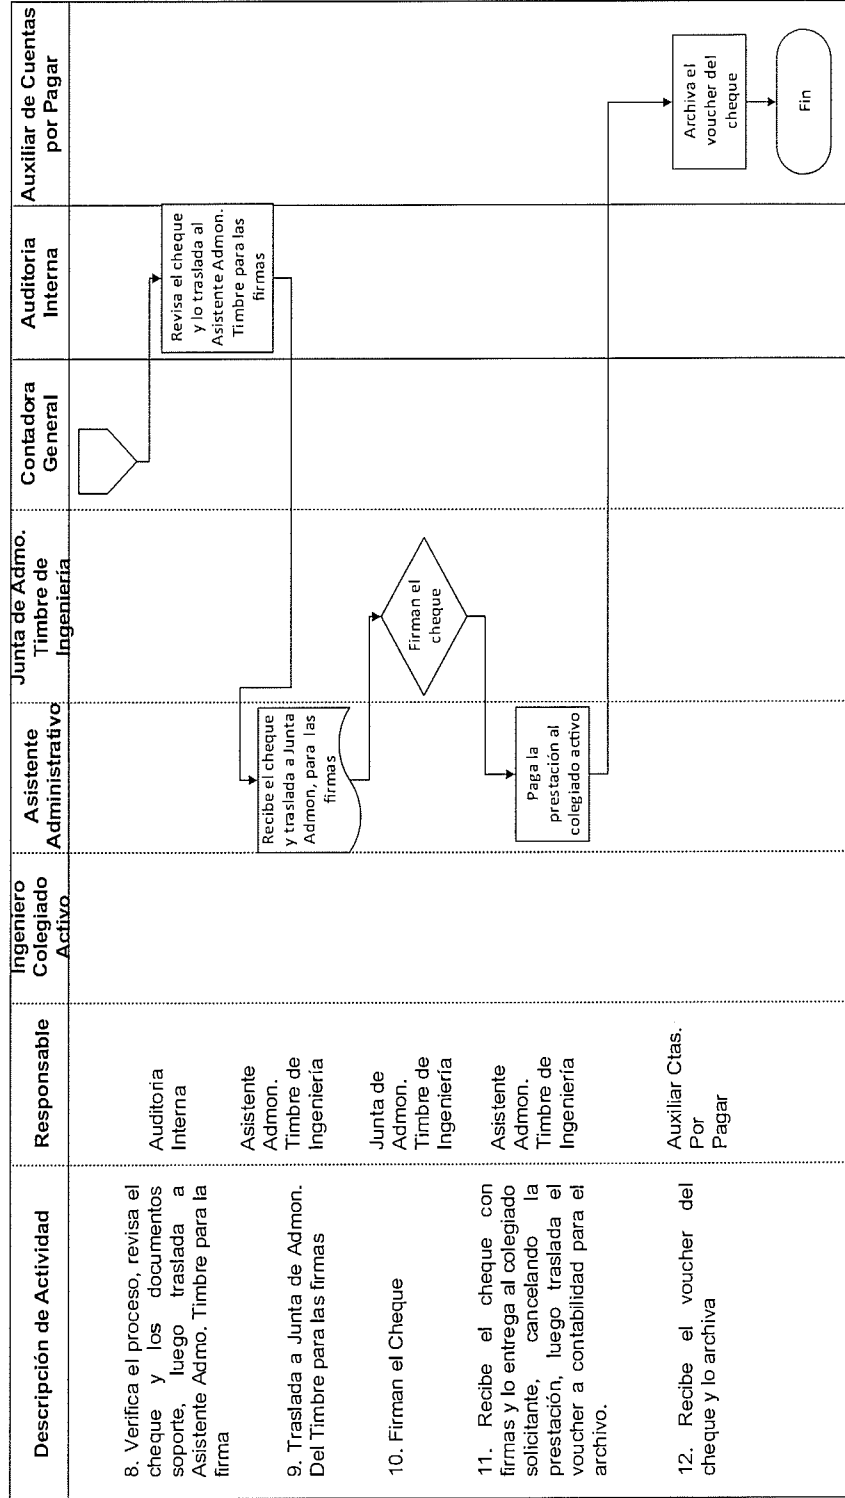 Descripción de Actividad
Responsable
Ingeniero
Colegiado
Activo
Asistente
Administrativo
Junta de Admo.
Timbre de
Ingeniería
Contadora
General
Auditoria
Interna
Auxiliar de Cuentas
por Pagar
8. Verifica el proceso, revisa el
cheque y los documentos
soporte, luego traslada a
Asistente Admo. Timbre para la
firma
Auditoria
Interna
Revisa el cheque
y lo traslada al
Asistente Admon.
Timbre para las
firmas
9. Traslada a Junta de Admon.
Del Timbre para las firmas
Asistente
Admon.
Timbre de
Ingeniería
Recibe el cheque
y traslada a Junta
Admon, para las
firmas
10. Firman el Cheque
Junta de
Admon.
Timbre de
Ingeniería
Firman el
cheque
11. Recibe el cheque con
firmas y lo entrega al colegiado
solicitante, cancelando la
prestación, luego traslada el
voucher a contabilidad para el
archivo.
Asistente
Admon.
Timbre de
Ingeniería
Paga la
prestación al
colegiado activo
12. Recibe el voucher del
cheque y lo archiva
Auxiliar Ctas.
Por
Pagar
Archiva el
voucher del
cheque
Fin